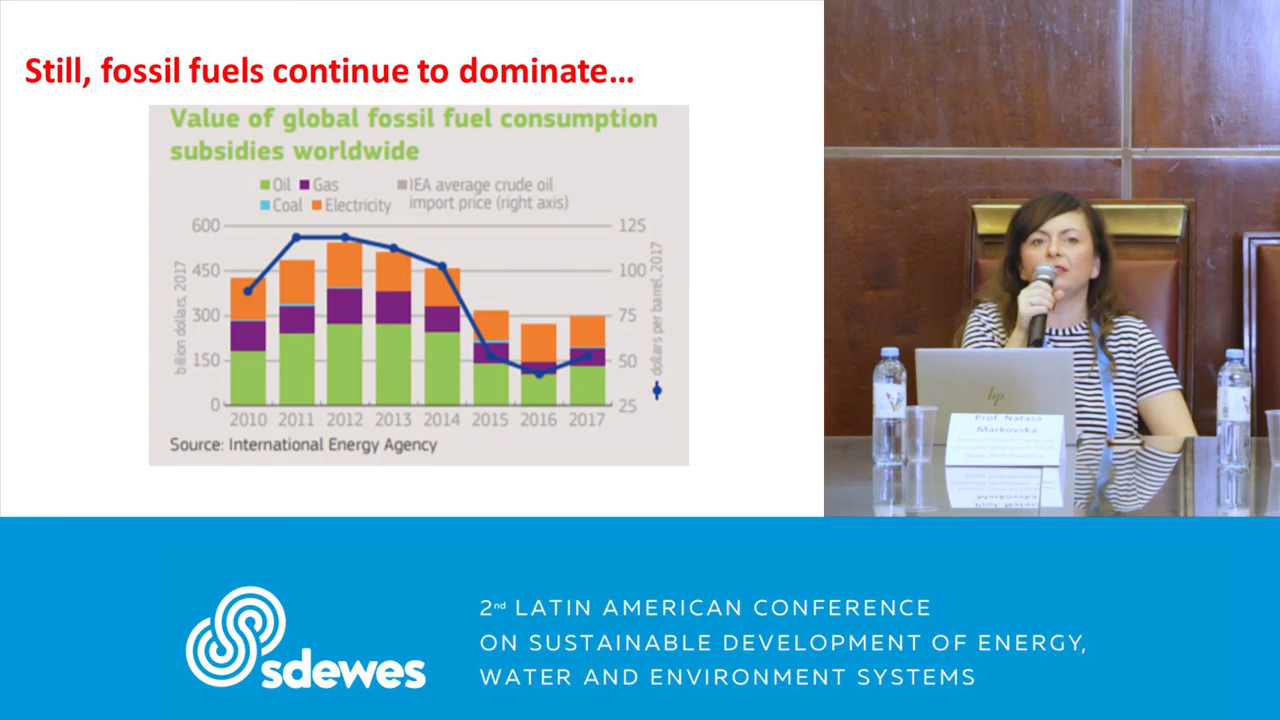 Still, fossil fuels continue to dominate...
Value of global fossil fuel consumption
subsidies worldwide
Oil Gas
Coal Electricity
IEA average crude oil
import price (right axis)
600
450
300
150
0
billion dollars, 2017
125
100
75
50
25
dollars per barrel, 2017
2010 2011 2012 2013 2014 2015 2016 2017
Source: International Energy Agency
hp
Prof. Natasa
Markovska
sdewes
2nd LATIN AMERICAN CONFERENCE
ON SUSTAINABLE DEVELOPMENT OF ENERGY,
WATER AND ENVIRONMENT SYSTEMS